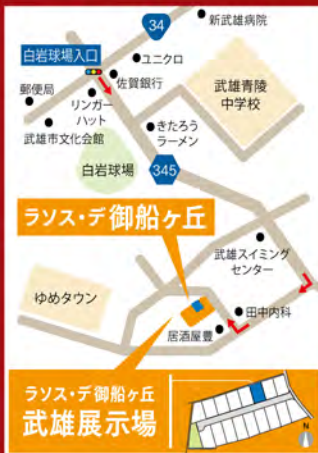 34
新武雄病院
白岩球場入口
ユニクロ
郵便局
佐賀銀行
リンガー
ハット
武雄青陵
中学校
武雄市文化会館
きたろう
ラーメン
白岩球場
345
ラソス・デ御船ヶ丘
武雄スイミング
センター
ゆめタウン
田中内科
居酒屋豊
ラソス・デ御船ヶ丘
武雄展示場
N